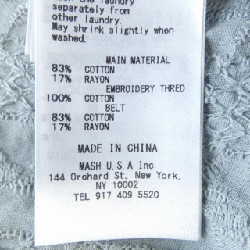 separately from
other laundry.
May shrink slightly when
washed.
MAIN MATERIAL
83% COTTON
17% RAYON
EMBROIDERY THRED
100% COTTON
BELT
83% COTTON
17% RAYON
MADE IN CHINA
WASH U.S.A Inc
144 Orchard St. New York.
NY 10002
TEL 917 409 5520